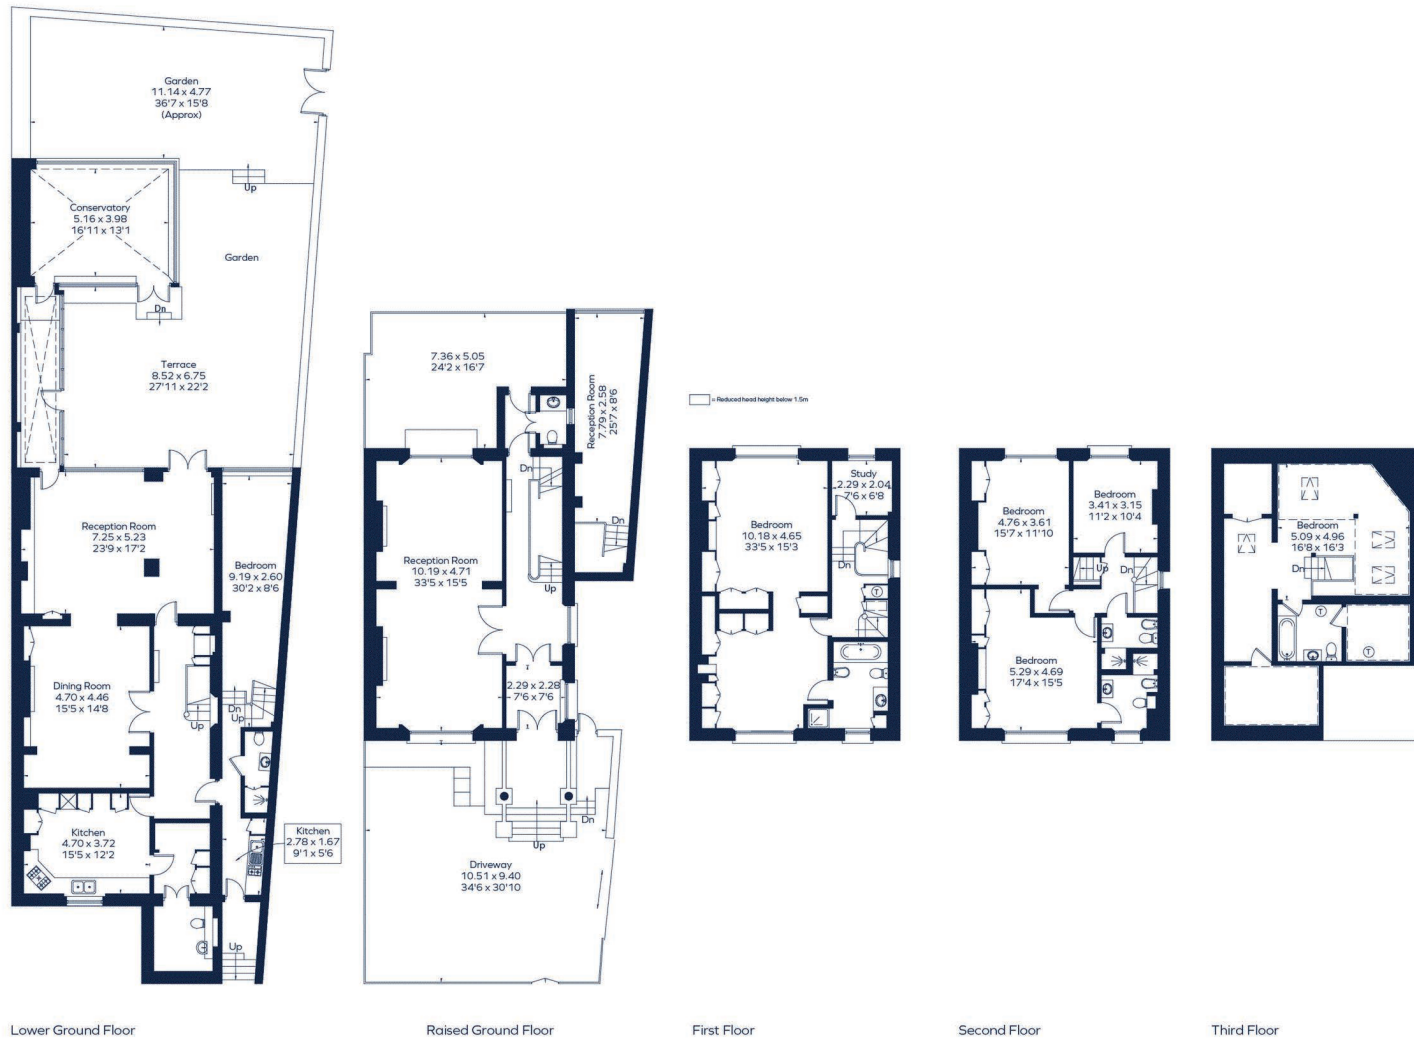 Garden
11.14 x 4.77
36'7 x 15'8
(Approx)
Up
Conservatory
5.16 x 3.98
16'11 x 13'1
Garden
Dn
Terrace
8.52 x 6.75
27'11 x 22'2
Reception Room
7.25 x 5.23
23'9 x 17'2
Bedroom
9.19 x 2.60
30'2 x 8'6
Dining Room
4.70 x 4.46
15'5 x 14'8
Up
Dn
Up
Kitchen
4.70 x 3.72
15'5 x 12'2
Kitchen
2.78 x 1.67
9'1 x 5'6
Up
Lower Ground Floor
7.36 x 5.05
24'2 x 16'7
Reception Room
7.79 x 2.58
25'7 x 8'6
Dn
Dn
Reception Room
10.19 x 4.71
33'5 x 15'5
Up
2.29 x 2.28
7'6 x 7'6
Dn
Up
Driveway
10.51 x 9.40
34'6 x 30'10
Raised Ground Floor
= Reduced head height below 1.5m
Study
2.29 x 2.04
7'6 x 6'8
Bedroom
10.18 x 4.65
33'5 x 15'3
Dn
T
First Floor
Bedroom
4.76 x 3.61
15'7 x 11'10
Bedroom
3.41 x 3.15
11'2 x 10'4
Up
Dn
Bedroom
5.29 x 4.69
17'4 x 15'5
Second Floor
Bedroom
5.09 x 4.96
16'8 x 16'3
Dn
T
T
Third Floor